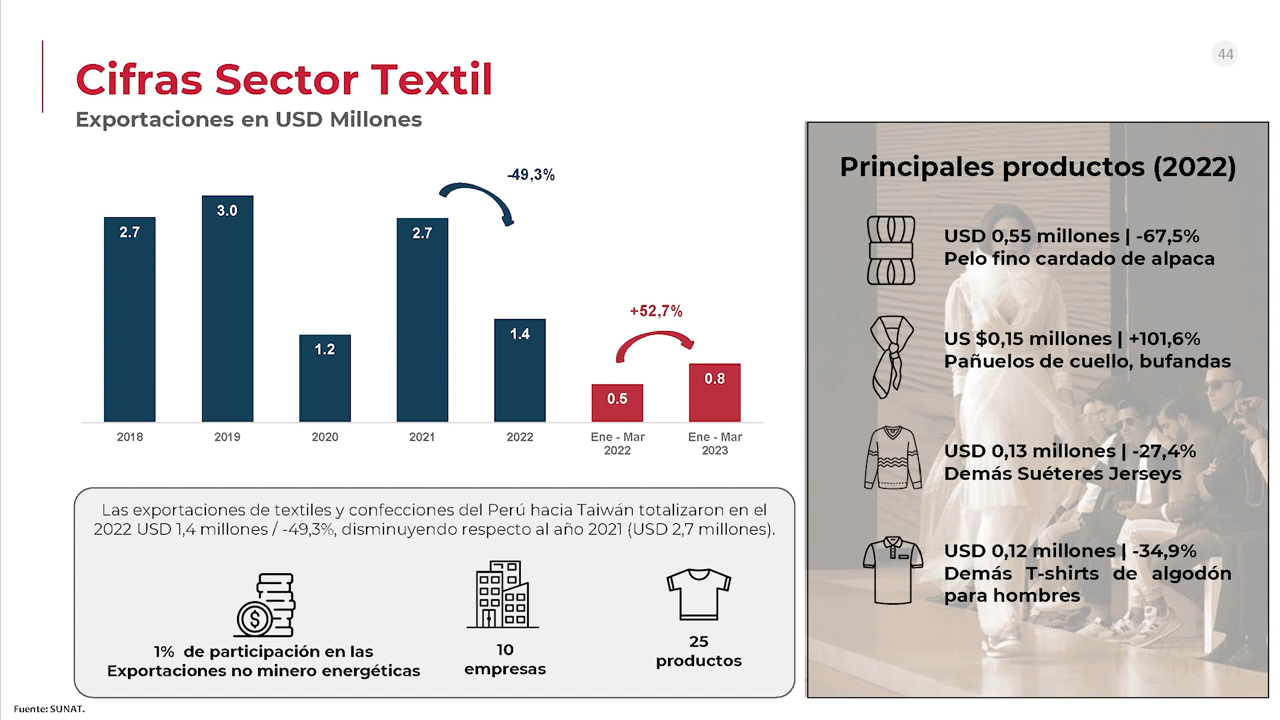 44
Cifras Sector Textil
Exportaciones en USD Millones
-49,3%
2.7
3.0
1.2
2.7
1.4
+52,7%
0.5
0.8
2018
2019
2020
2021
2022
Ene - Mar
2022
Ene - Mar
2023
Las exportaciones de textiles y confecciones del Perú hacia Taiwán totalizaron en el
2022 USD 1,4 millones / -49,3%, disminuyendo respecto al año 2021 (USD 2,7 millones).
$
1% de participación en las
Exportaciones no minero energéticas
10
empresas
25
productos
Principales productos (2022)
USD 0,55 millones | -67,5%
Pelo fino cardado de alpaca
US $0,15 millones | +101,6%
Pañuelos de cuello, bufandas
USD 0,13 millones | -27,4%
Demás Suéteres Jerseys
USD 0,12 millones | -34,9%
Demás T-shirts de algodón
para hombres
Fuente: SUNAT.